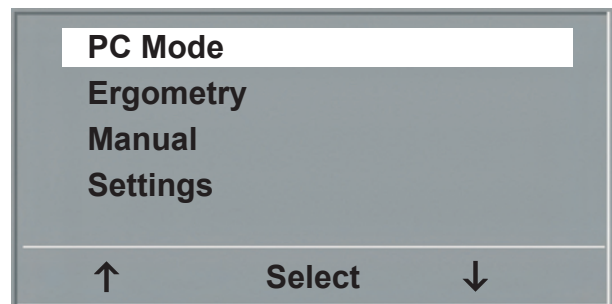 PC Mode
Ergometry
Manual
Settings
↑ Select ↓